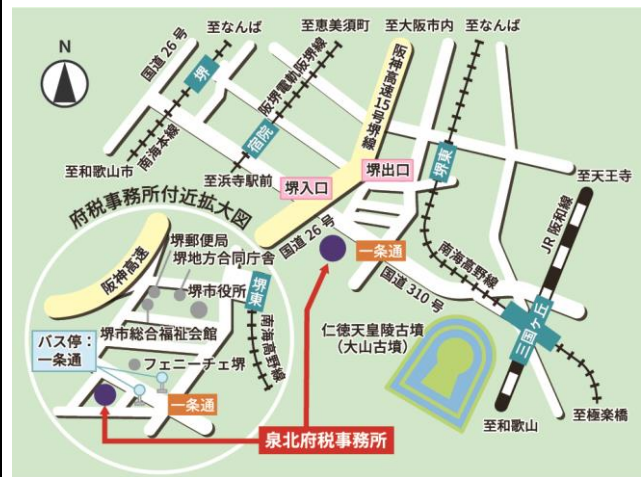 N
至なんば
至恵美須町
至大阪市内
至なんば
国道26号
堺
南海本線
至和歌山市
阪堺電軌阪堺線
宿院
至浜寺駅前
阪神高速15号堺線
堺入口
堺出口
堺東
至天王寺
JR阪和線
国道26号
一条通
南海高野線
国道310号
三国ヶ丘
仁徳天皇陵古墳
(大山古墳)
至和歌山
至極楽橋
府税事務所付近拡大図
阪神高速
堺郵便局
堺地方合同庁舎
堺市役所
堺東
南海高野線
堺市総合福祉会館
バス停：
一条通
フェニーチェ堺
一条通
泉北府税事務所